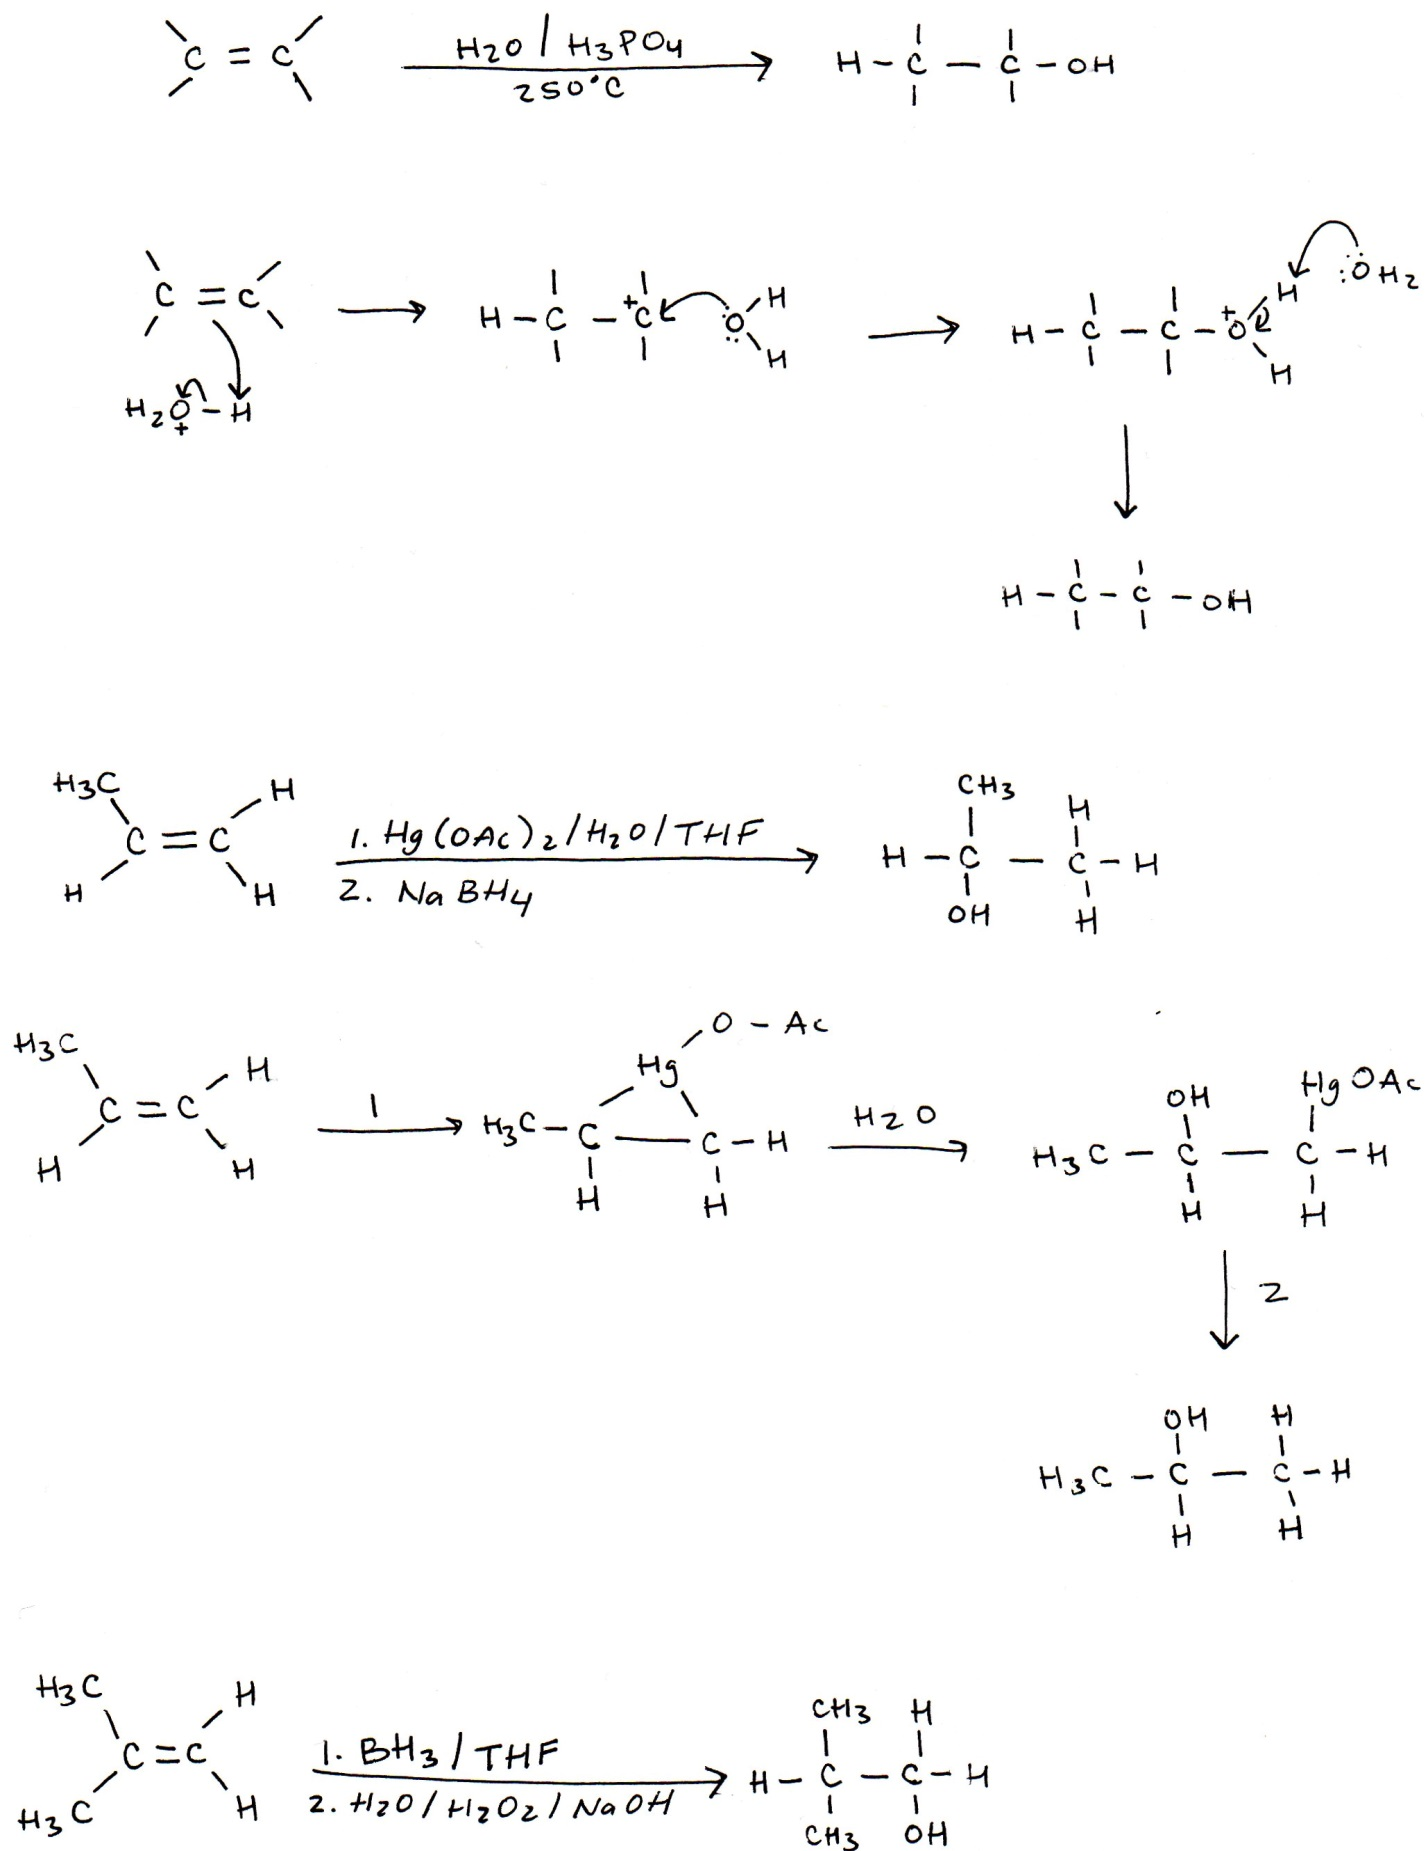 C = C H2O / H3PO4 H - C - C - OH
250°C
C = C H - C - +C :O: H H - C - C - +O H :OH2
H H
H2O - H
+
H - C - C - OH
H3C H CH3 H
C = C 1. Hg(OAc)2 / H2O / THF H - C - C - H
H H 2. NaBH4 OH H
O - Ac
H3C H Hg HgOAc
C = C 1 H3C - C - C - H H2O OH
H H H H H3C - C - C - H
H H
2
OH H
H3C - C - C - H
H H
H3C H CH3 H
C = C 1. BH3 / THF H - C - C - H
H3C H 2. H2O / H2O2 / NaOH CH3 OH